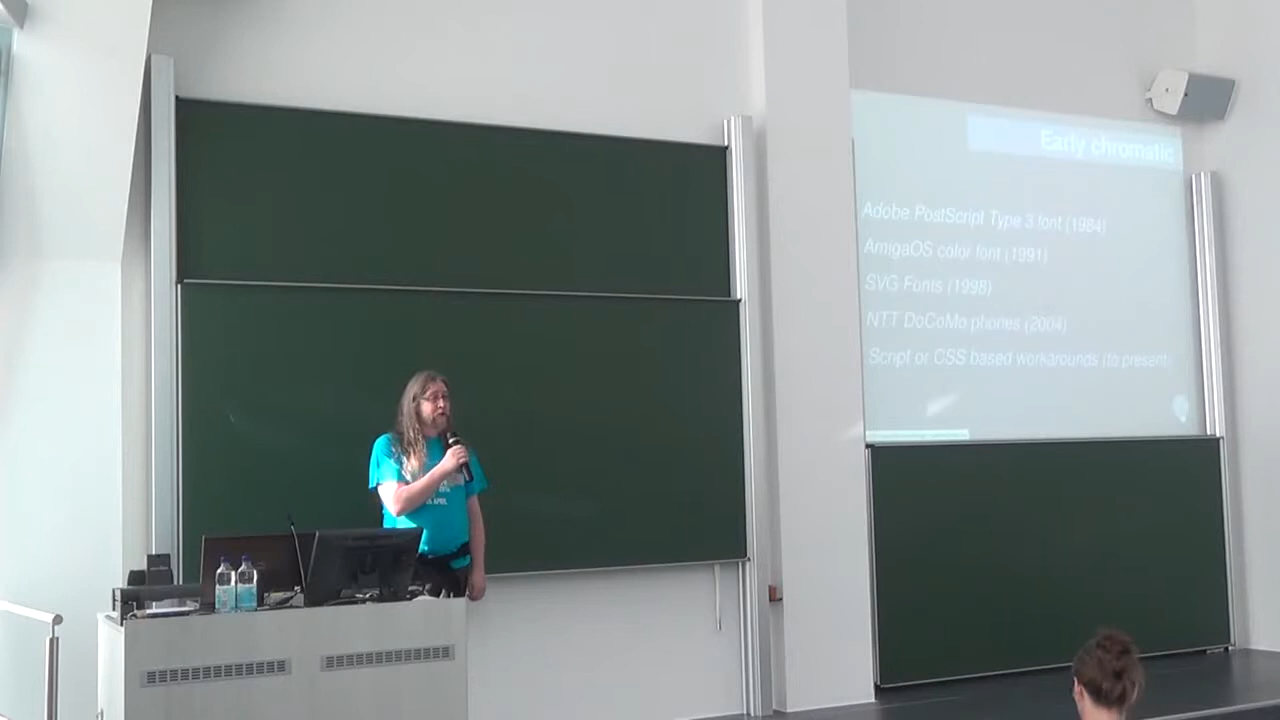 Early chromatic
Adobe PostScript Type 3 font (1984)
AmigaOS color font (1991)
SVG Fonts (1998)
NTT DoCoMo phones (2004)
Script or CSS based workarounds (to present
APRIL